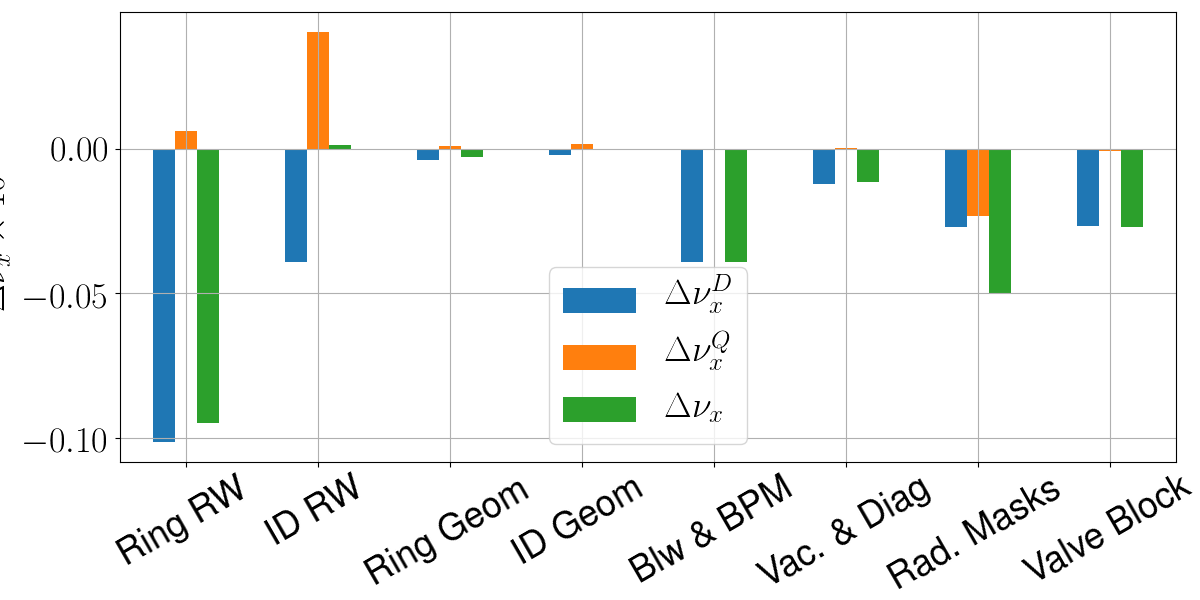 0.00
−0.05
−0.10
Δν_x^D
Δν_x^Q
Δν_x
Ring RW
ID RW
Ring Geom
ID Geom
Blw & BPM
Vac. & Diag
Rad. Masks
Valve Block